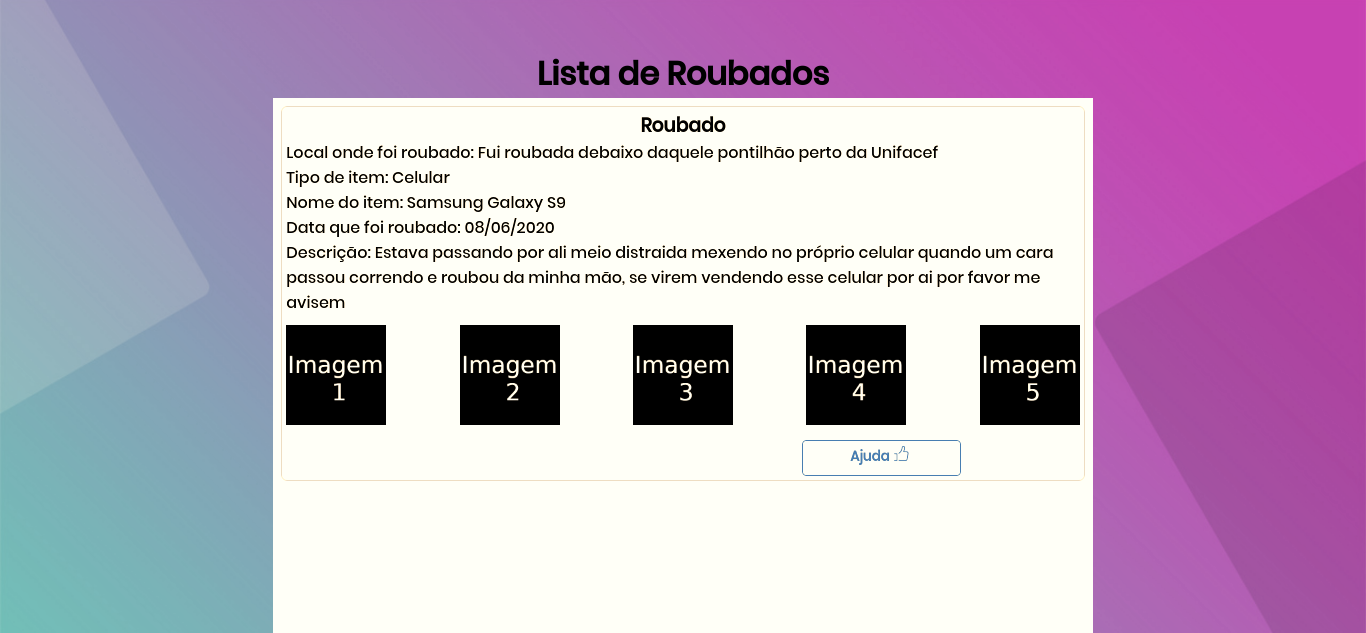 Lista de Roubados
Roubado
Local onde foi roubado: Fui roubada debaixo daquele pontilhão perto da Unifacef
Tipo de item: Celular
Nome do item: Samsung Galaxy S9
Data que foi roubado: 08/06/2020
Descrição: Estava passando por ali meio distraida mexendo no próprio celular quando um cara
passou correndo e roubou da minha mão, se virem vendendo esse celular por ai por favor me
avisem
Imagem 1
Imagem 2
Imagem 3
Imagem 4
Imagem 5
Ajuda